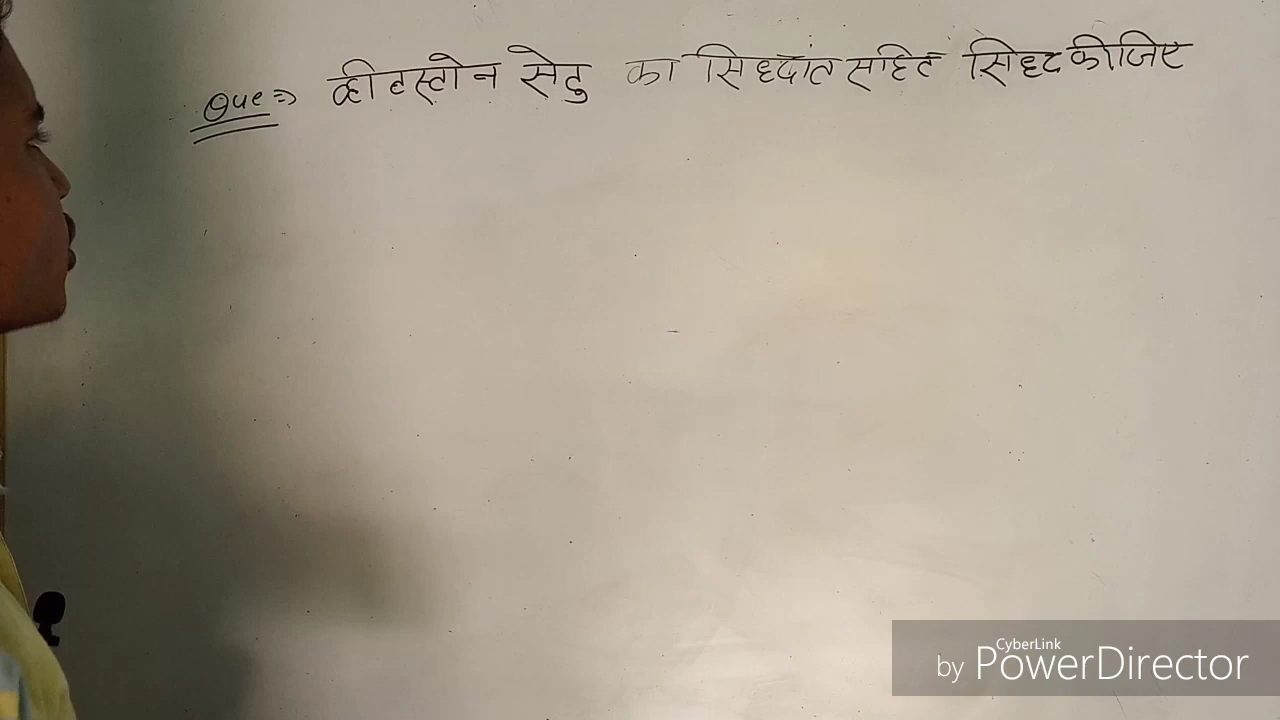 Que => व्हीटस्टोन सेतु का सिध्दांत सहित सिध्द कीजिए
CyberLink
by PowerDirector